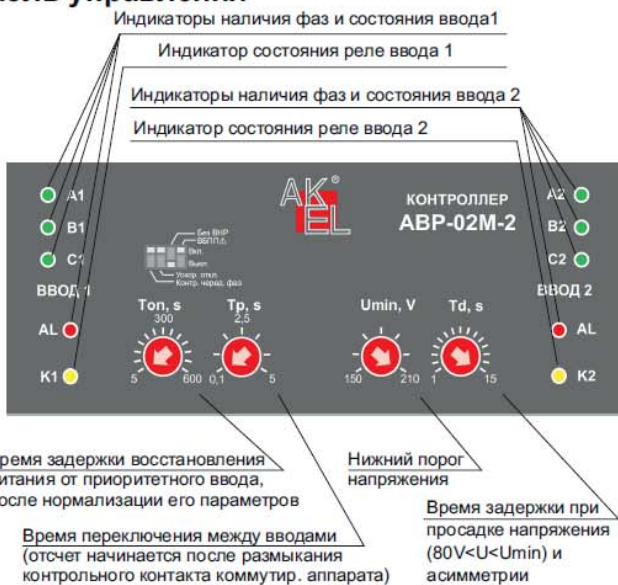 ль управления
Индикаторы наличия фаз и состояния ввода1
Индикатор состояния реле ввода 1
Индикаторы наличия фаз и состояния ввода 2
Индикатор состояния реле ввода 2
A1
B1
C1
ВВОД 1
AL
K1
AKEL®
КОНТРОЛЛЕР
АВР-02М-2
A2
B2
C2
ВВОД 2
AL
K2
Без ВНР
Вкл.
Выкл.
Ускор. откл.
Контр. черед. фаз
Ton, s
300
5
600
Tp, s
2,5
0,1
5
Umin, V
150
210
Td, s
1
15
ремя задержки восстановления
итания от приоритетного ввода,
осле нормализации его параметров
Время переключения между вводами
(отсчет начинается после размыкания
контрольного контакта коммутир. аппарата)
Нижний порог
напряжения
Время задержки при
просадке напряжения
(80V<U<Umin) и
асимметрии